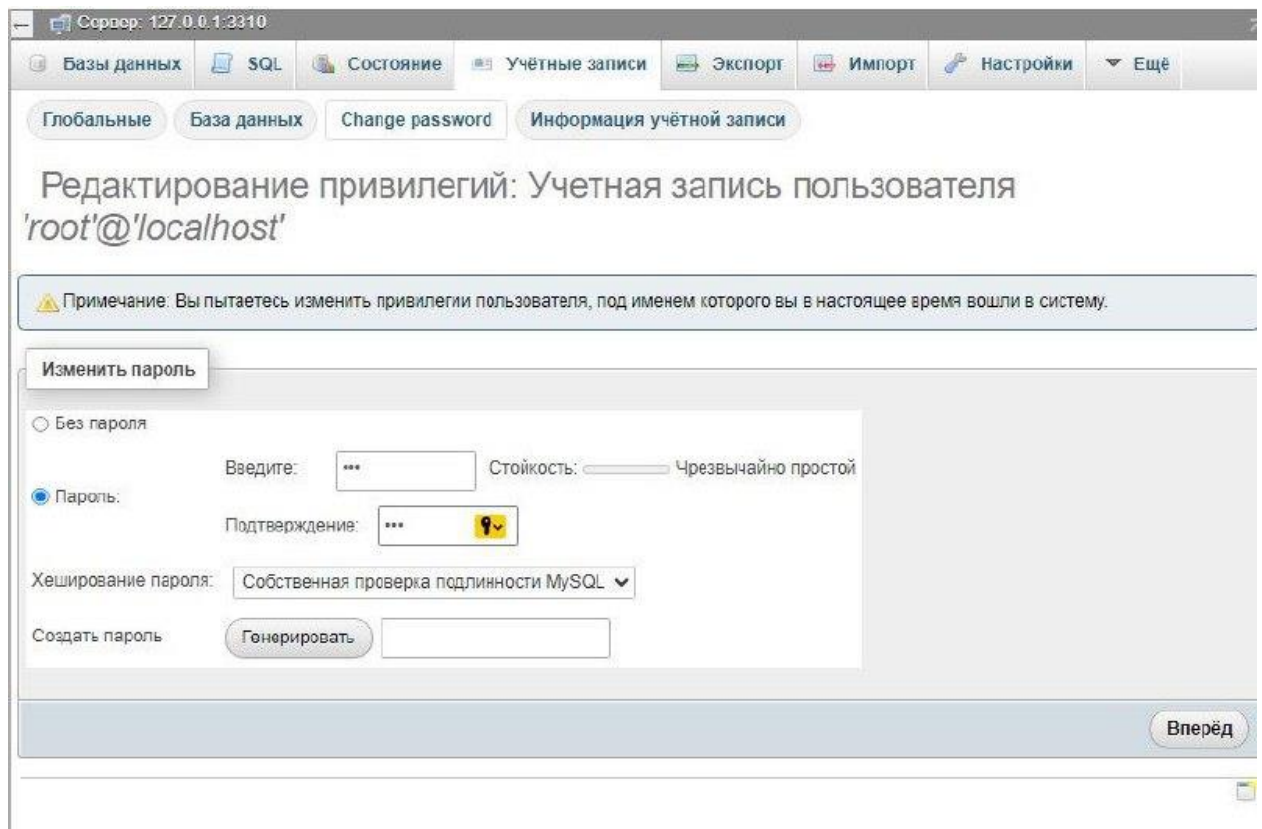 ← Сервер: 127.0.0.1:3310
Базы данных SQL Состояние Учётные записи Экспорт Импорт Настройки Ещё
Глобальные База данных Change password Информация учётной записи
Редактирование привилегий: Учетная запись пользователя
'root'@'localhost'
Примечание: Вы пытаетесь изменить привилегии пользователя, под именем которого вы в настоящее время вошли в систему.
Изменить пароль
Без пароля
Введите: ••• Стойкость: Чрезвычайно простой
Пароль:
Подтверждение: •••
Хеширование пароля: Собственная проверка подлинности MySQL
Создать пароль Генерировать
Вперёд